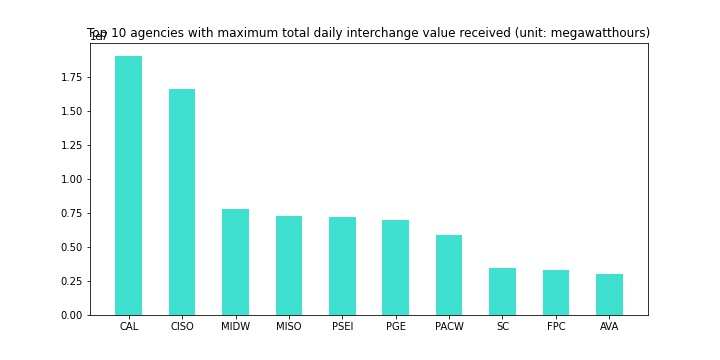 Top 10 agencies with maximum total daily interchange value received (unit: megawatthours)
1e7
1.75
1.50
1.25
1.00
0.75
0.50
0.25
0.00
CAL CISO MIDW MISO PSEI PGE PACW SC FPC AVA